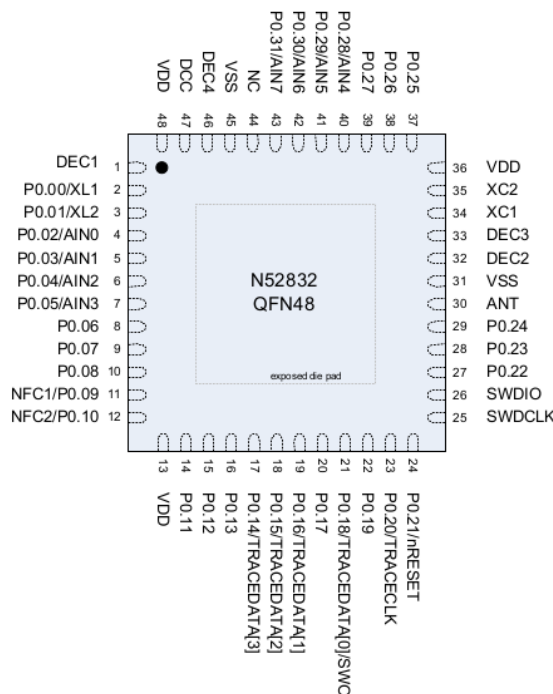 P0.31/AIN7
P0.30/AIN6
P0.29/AIN5
P0.28/AIN4
P0.27
P0.26
P0.25
VDD
DCC
DEC4
VSS
NC
48
47
46
45
44
43
42
41
40
39
38
37
DEC1 1
P0.00/XL1 2
P0.01/XL2 3
P0.02/AIN0 4
P0.03/AIN1 5
P0.04/AIN2 6
P0.05/AIN3 7
P0.06 8
P0.07 9
P0.08 10
NFC1/P0.09 11
NFC2/P0.10 12
N52832
QFN48
exposed die pad
36 VDD
35 XC2
34 XC1
33 DEC3
32 DEC2
31 VSS
30 ANT
29 P0.24
28 P0.23
27 P0.22
26 SWDIO
25 SWDCLK
13
14
15
16
17
18
19
20
21
22
23
24
VDD
P0.11
P0.12
P0.13
P0.14/TRACEDATA[3]
P0.15/TRACEDATA[2]
P0.16/TRACEDATA[1]
P0.17
P0.18/TRACEDATA[0]/SWO
P0.19
P0.20/TRACECLK
P0.21/nRESET